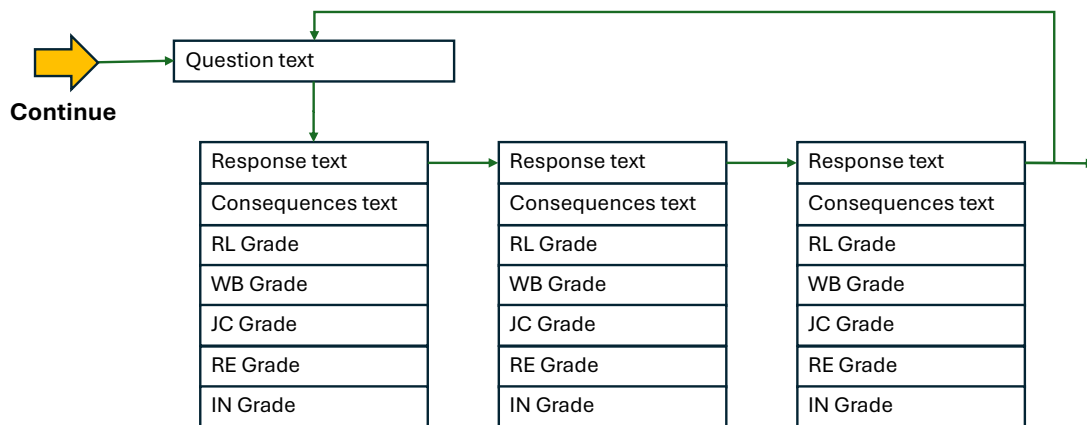 Question text
Continue
Response text
Response text
Response text
Consequences text
Consequences text
Consequences text
RL Grade
RL Grade
RL Grade
WB Grade
WB Grade
WB Grade
JC Grade
JC Grade
JC Grade
RE Grade
RE Grade
RE Grade
IN Grade
IN Grade
IN Grade